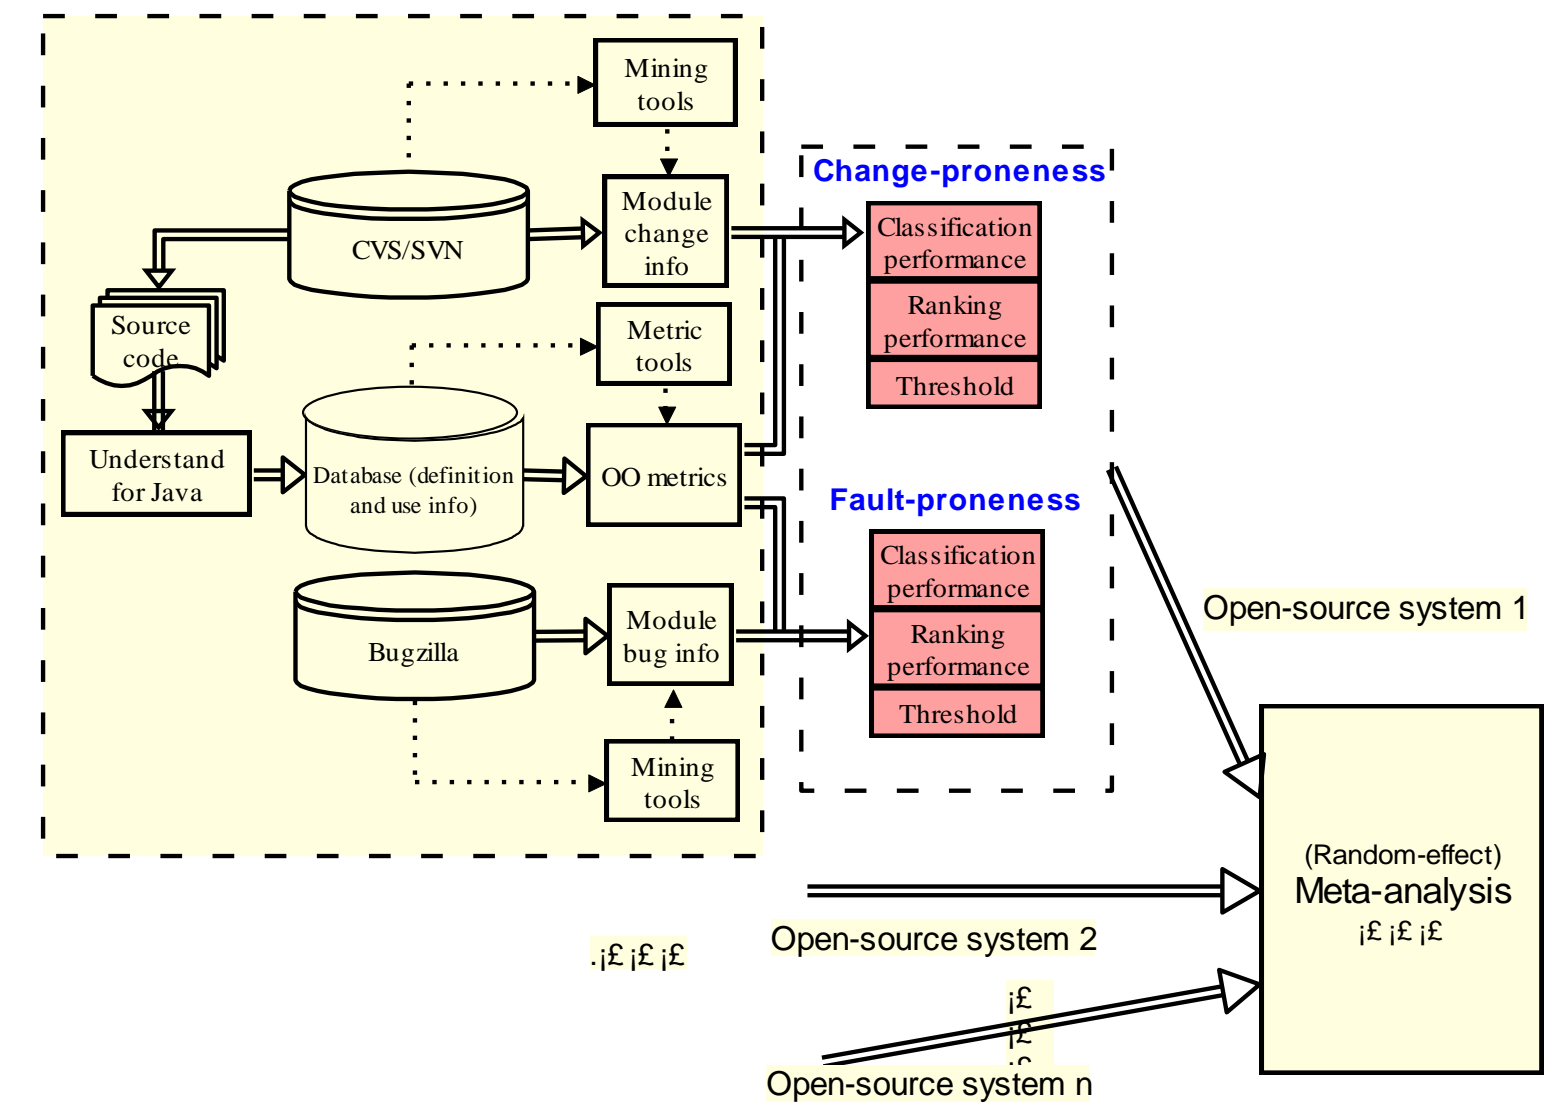 Mining
tools
Change-proneness
Module
change
info
Classification
performance
CVS/SVN
Ranking
performance
Source
code
Metric
tools
Threshold
Understand
for Java
Database (definition
and use info)
OO metrics
Fault-proneness
Classification
performance
Module
bug info
Ranking
performance
Bugzilla
Threshold
Mining
tools
Open-source system 1
(Random-effect)
Meta-analysis
¡£ ¡£ ¡£
Open-source system 2
.¡£ ¡£ ¡£
¡£
¡£
¡£
Open-source system n